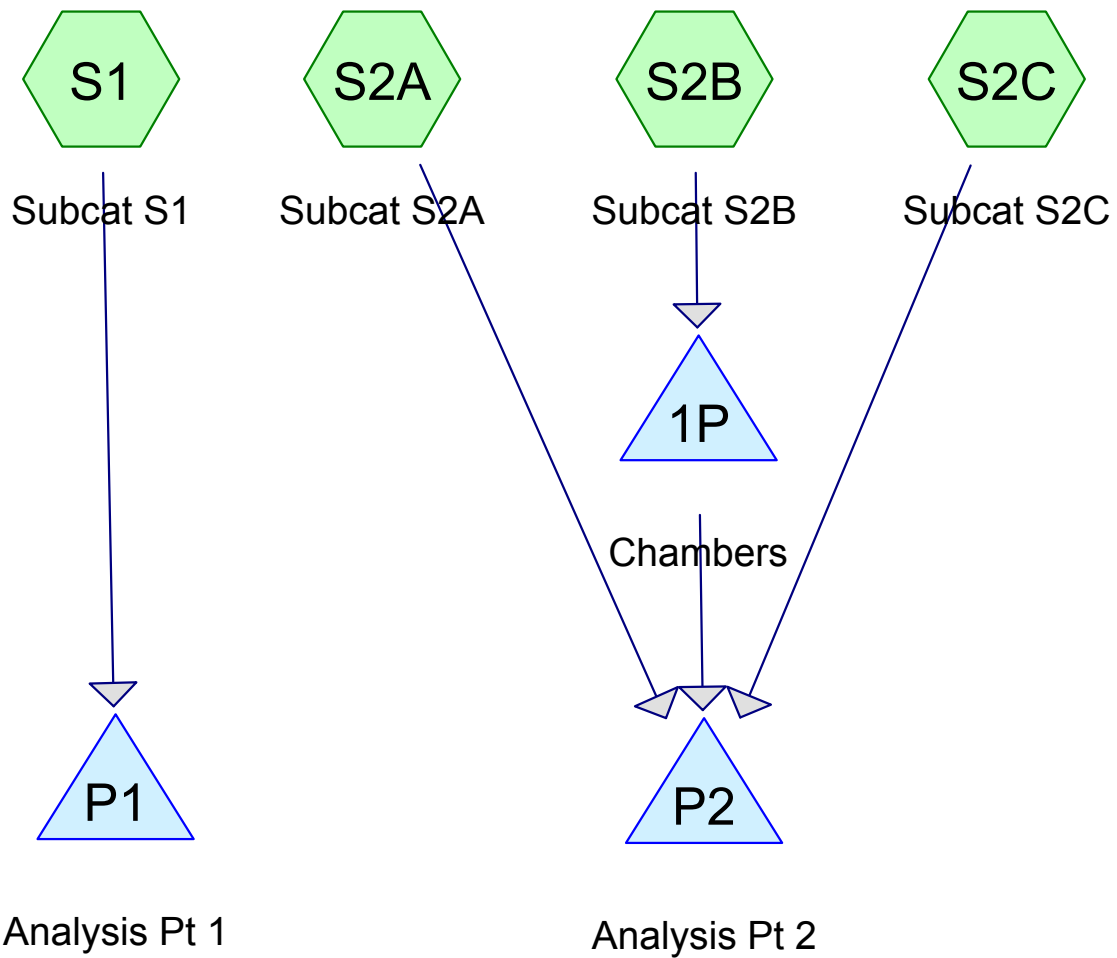 S1
S2A
S2B
S2C
Subcat S1
Subcat S2A
Subcat S2B
Subcat S2C
1P
Chambers
P1
P2
Analysis Pt 1
Analysis Pt 2